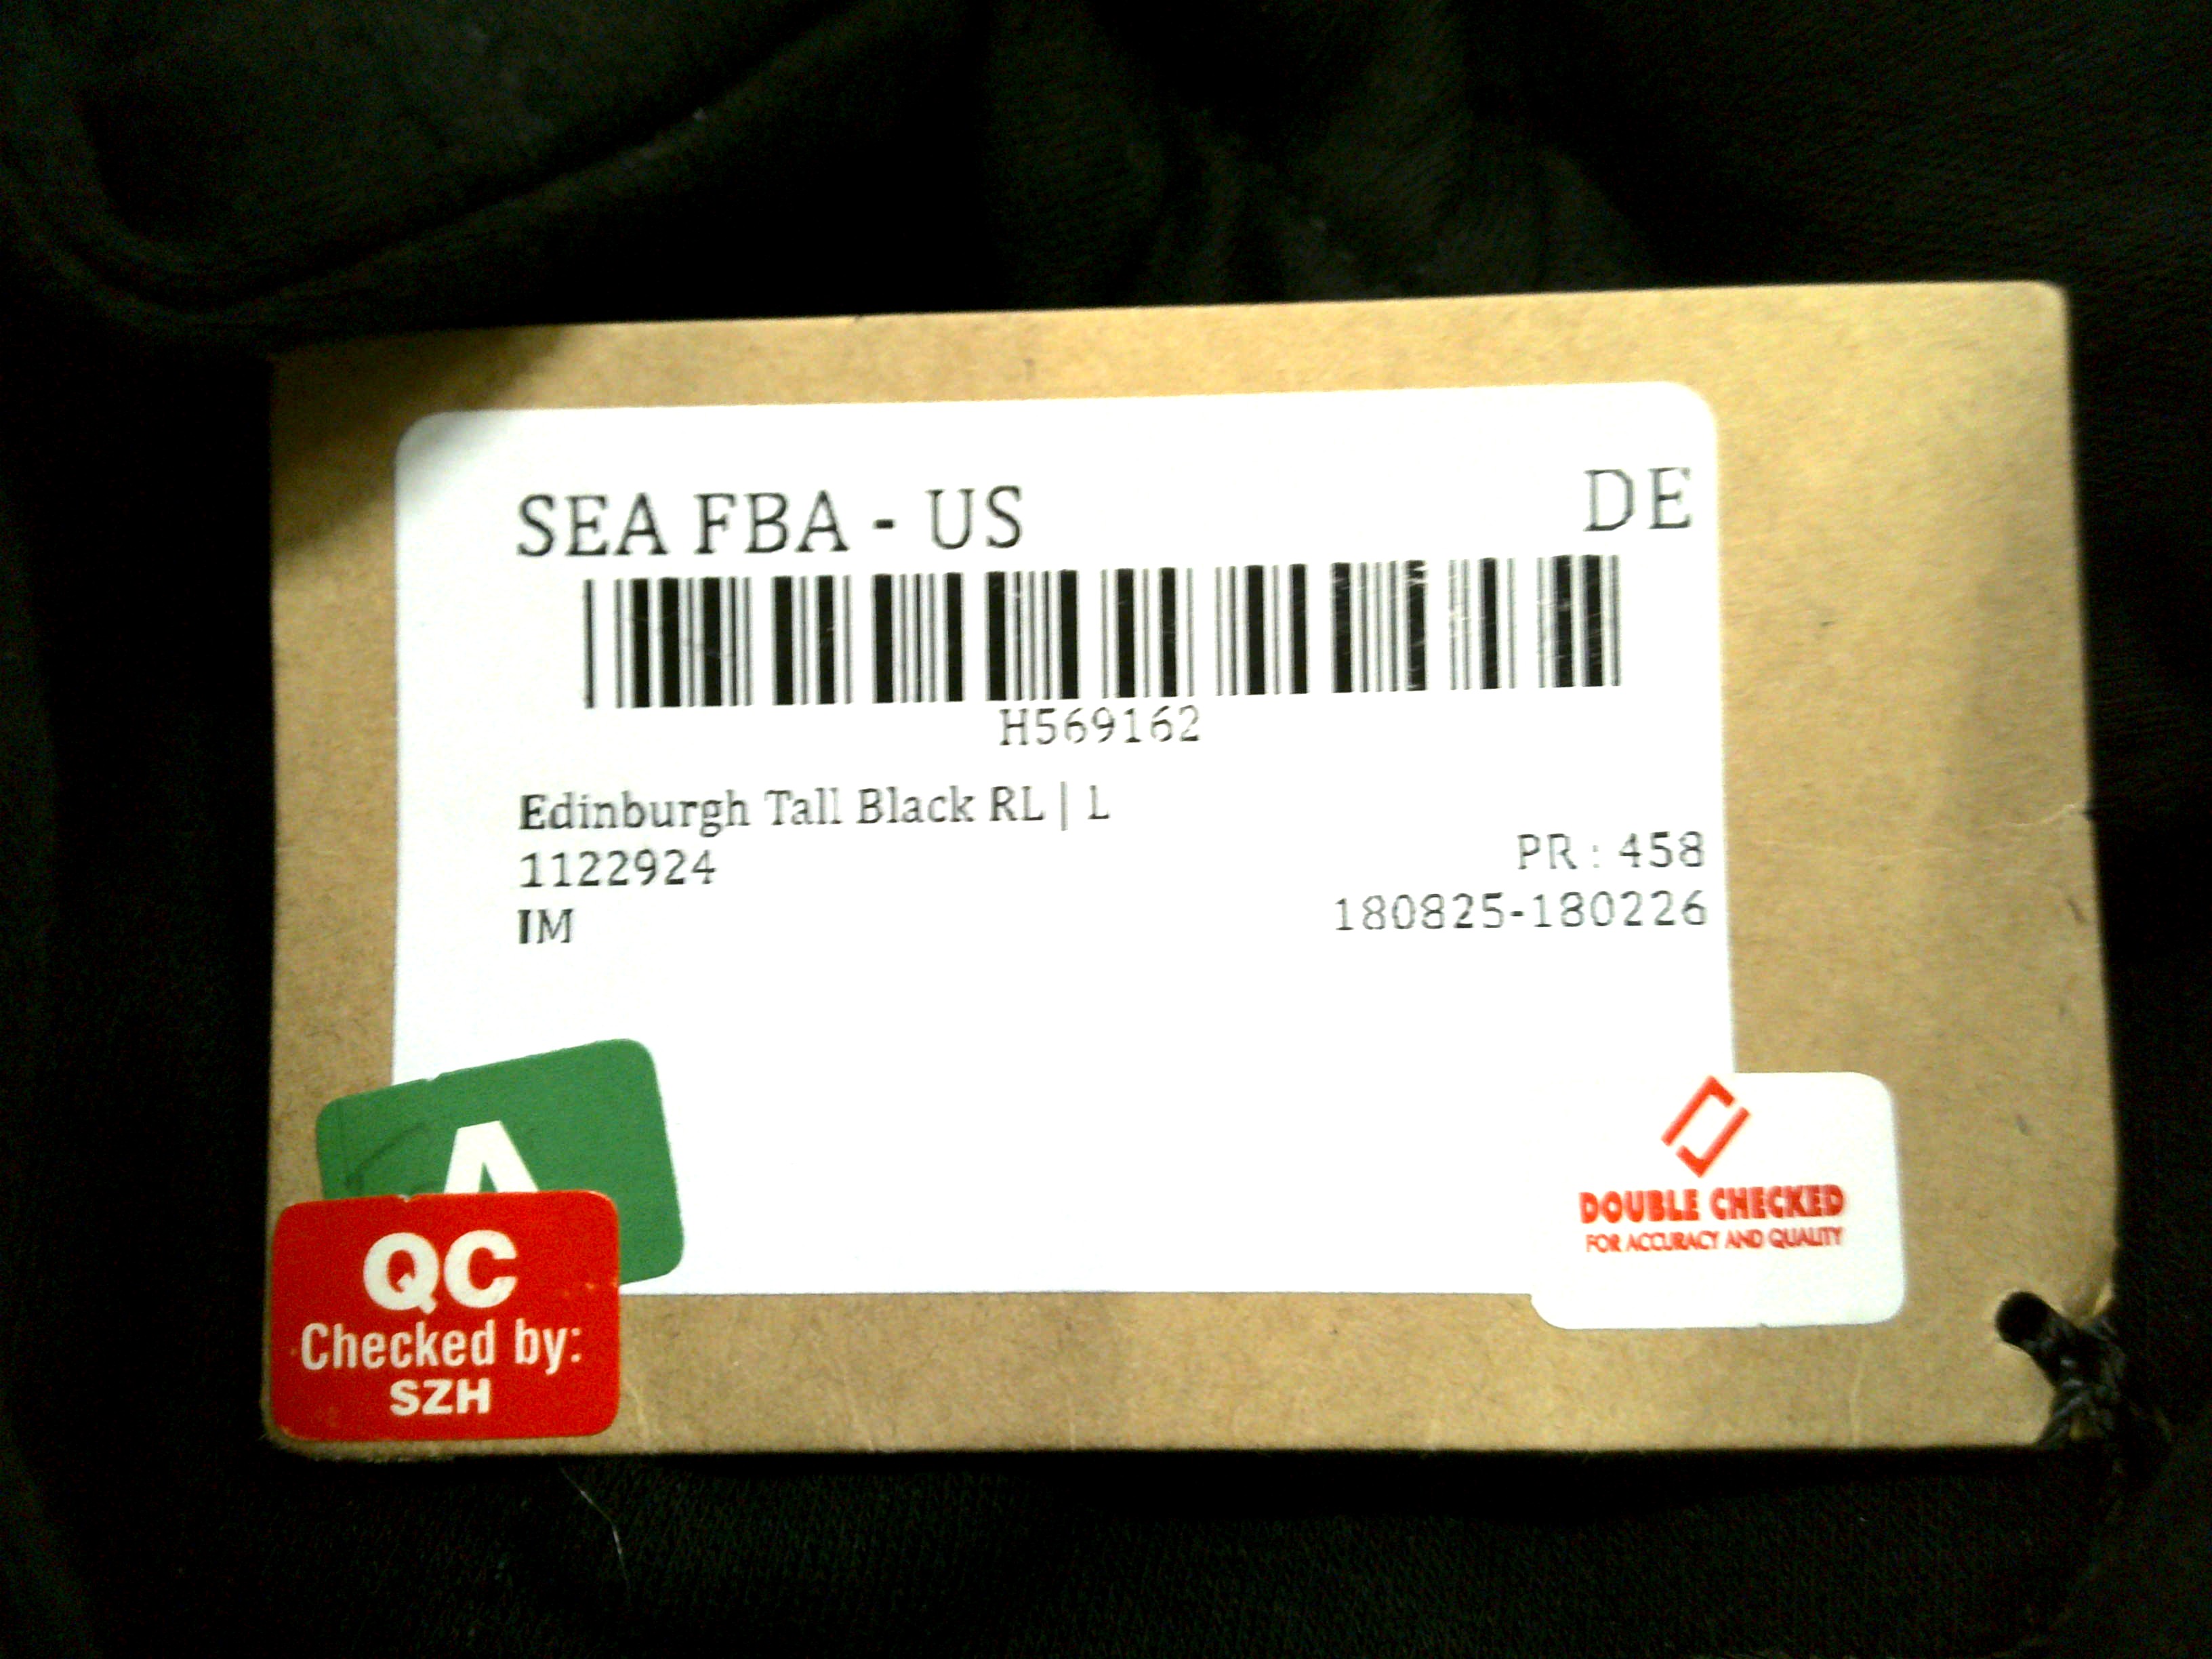 SEA FBA - US DE
H569162
Edinburgh Tall Black RL | L
1122924 PR : 458
IM 180825-180226
A
QC
Checked by:
SZH
DOUBLE CHECKED
FOR ACCURACY AND QUALITY